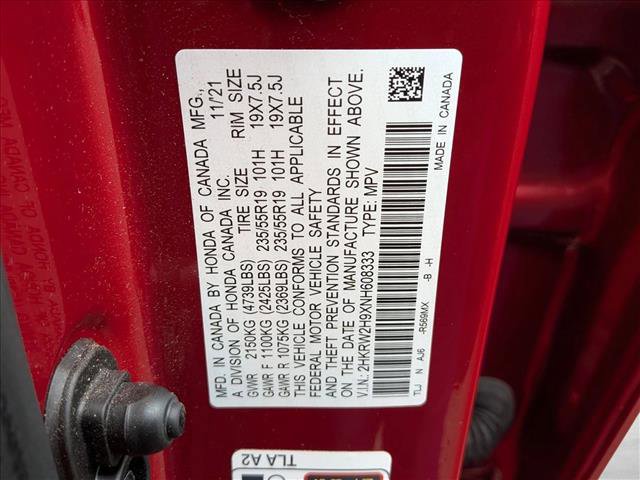 MFD. IN CANADA BY HONDA OF CANADA MFG.,
A DIVISION OF HONDA CANADA INC. 11/21
TIRE SIZE RIM SIZE
GVWR 2150KG (4739LBS)
GAWR F 1100KG (2425LBS) 235/55R19 101H 19X7.5J
GAWR R 1075KG (2369LBS) 235/55R19 101H 19X7.5J
THIS VEHICLE CONFORMS TO ALL APPLICABLE
FEDERAL MOTOR VEHICLE SAFETY
AND THEFT PREVENTION STANDARDS IN EFFECT
ON THE DATE OF MANUFACTURE SHOWN ABOVE.
V.I.N.: 2HKRW2H9XNH608333 TYPE: MPV
TLJ N AJ6 -R569MX -B -H MADE IN CANADA
TLA A2